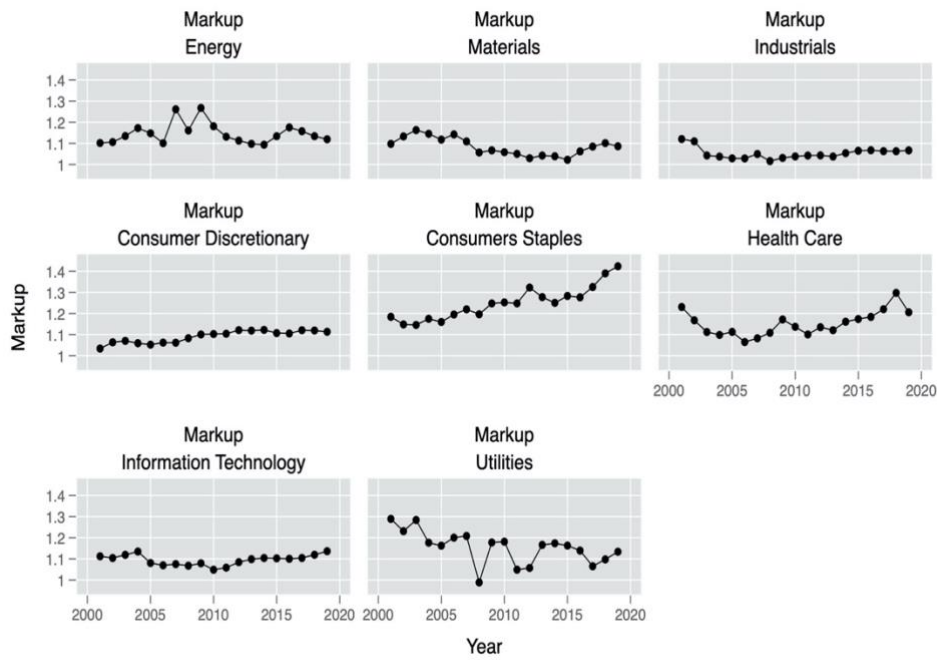 Markup
Energy
Markup
Materials
Markup
Industrials
1.4
1.3
1.2
1.1
1
Markup
Consumer Discretionary
Markup
Consumers Staples
Markup
Health Care
Markup
1.4
1.3
1.2
1.1
1
2000 2005 2010 2015 2020
Markup
Information Technology
Markup
Utilities
1.4
1.3
1.2
1.1
1
2000 2005 2010 2015 2020
2000 2005 2010 2015 2020
Year